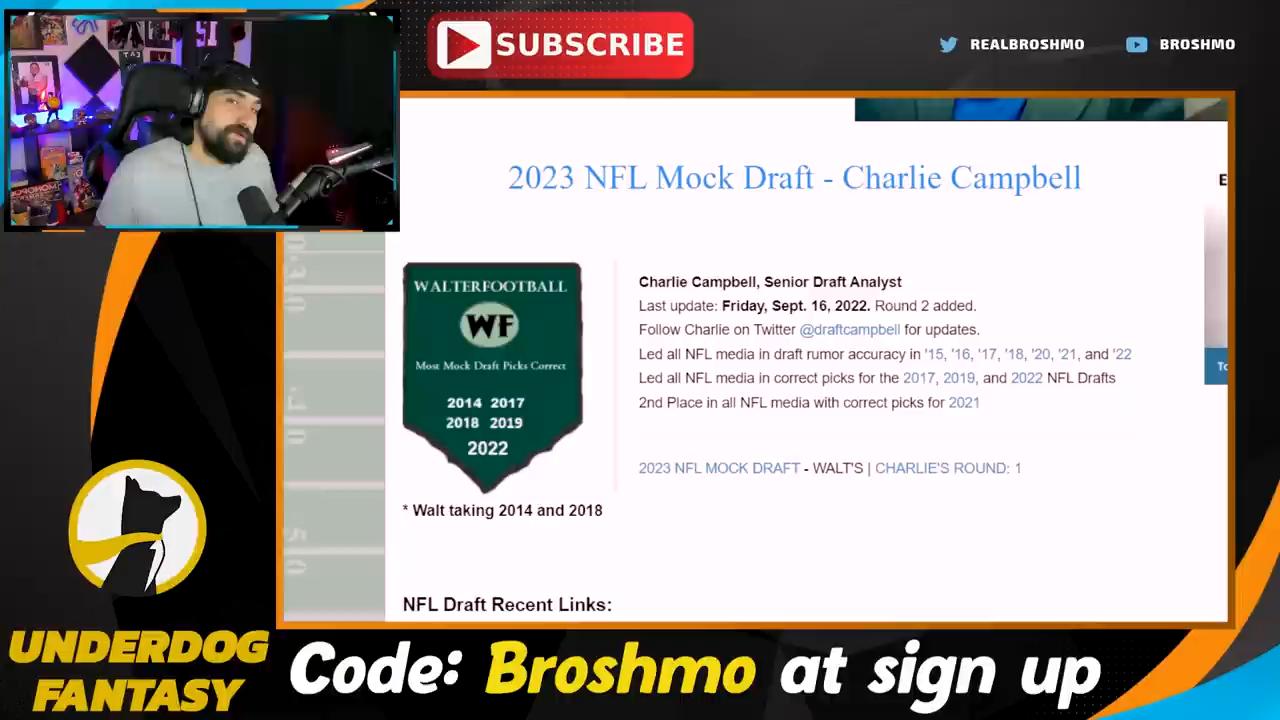 SUBSCRIBE
REALBROSHMO
BROSHMO
2023 NFL Mock Draft - Charlie Campbell
WALTERFOOTBALL
WF
Most Mock Draft Picks Correct
2014 2017
2018 2019
2022
* Walt taking 2014 and 2018
Charlie Campbell, Senior Draft Analyst
Last update: Friday, Sept. 16, 2022. Round 2 added.
Follow Charlie on Twitter @draftcampbell for updates.
Led all NFL media in draft rumor accuracy in '15, '16, '17, '18, '20, '21, and '22
Led all NFL media in correct picks for the 2017, 2019, and 2022 NFL Drafts
2nd Place in all NFL media with correct picks for 2021
2023 NFL MOCK DRAFT - WALT'S | CHARLIE'S ROUND: 1
NFL Draft Recent Links:
UNDERDOG
FANTASY
Code: Broshmo at sign up